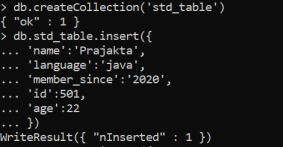 > db.createCollection('std_table')
{ "ok" : 1 }
> db.std_table.insert({
... 'name':'Prajakta',
... 'language':'java',
... 'member_since':'2020',
... 'id':501,
... 'age':22
... })
WriteResult({ "nInserted" : 1 })